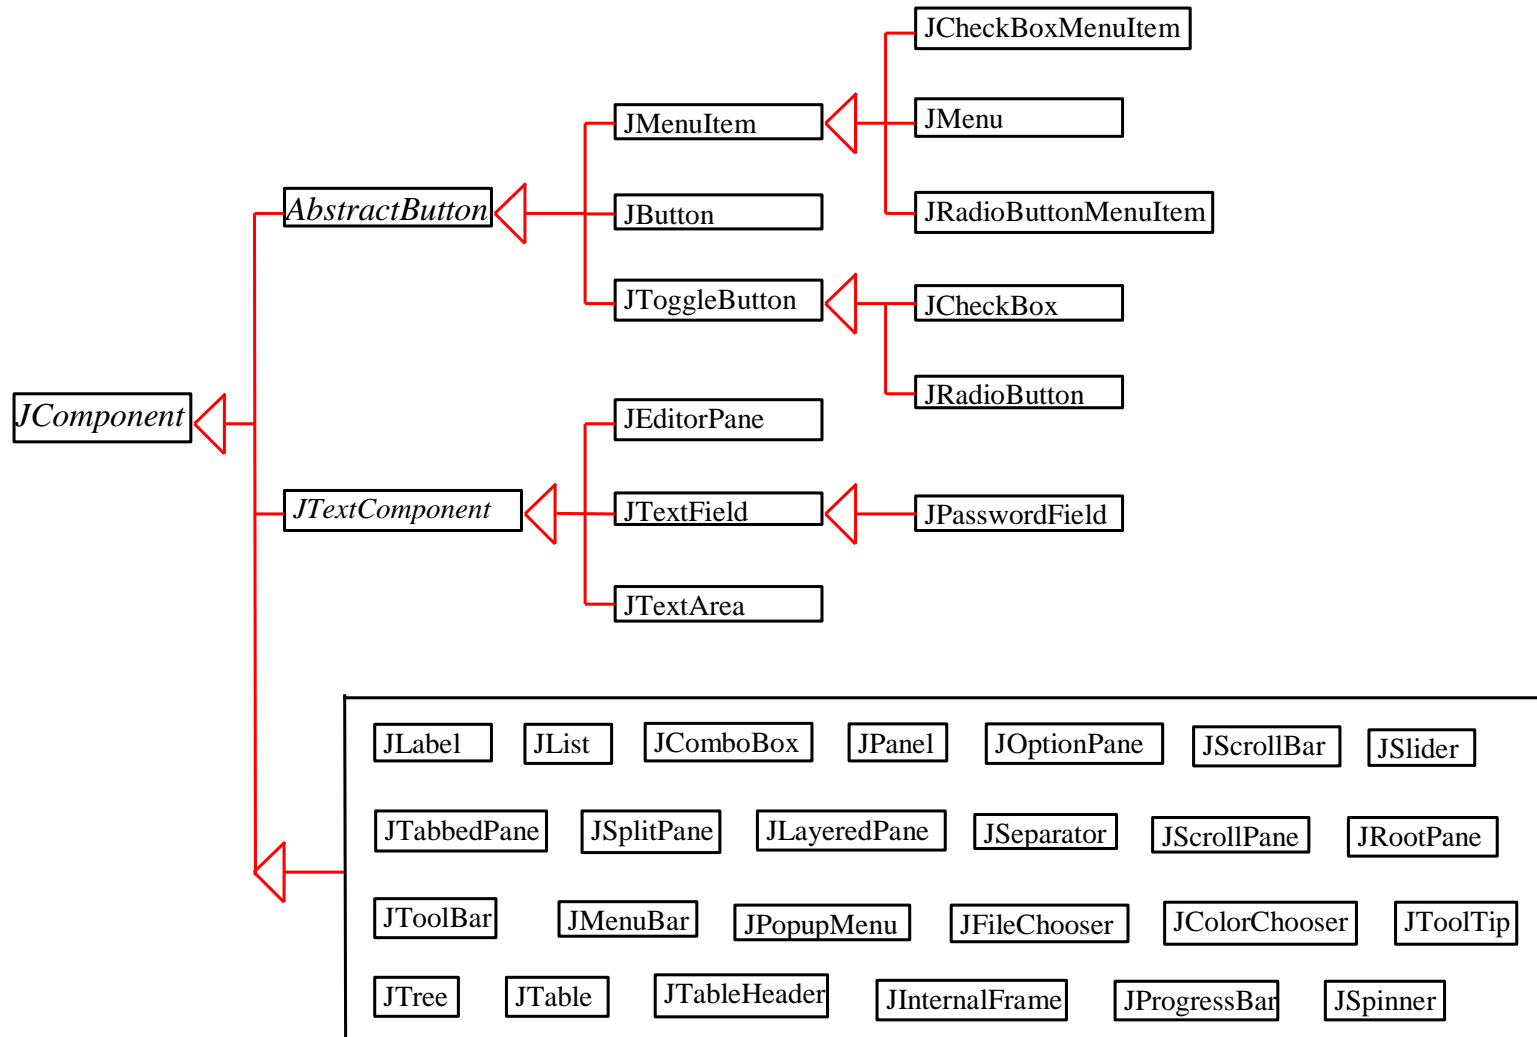 JCheckBoxMenuItem
JMenuItem
JMenu
AbstractButton
JButton
JRadioButtonMenuItem
JToggleButton
JCheckBox
JRadioButton
JComponent
JEditorPane
JTextComponent
JTextField
JPasswordField
JTextArea
JLabel JList JComboBox JPanel JOptionPane JScrollBar JSlider
JTabbedPane JSplitPane JLayeredPane JSeparator JScrollPane JRootPane
JToolBar JMenuBar JPopupMenu JFileChooser JColorChooser JToolTip
JTree JTable JTableHeader JInternalFrame JProgressBar JSpinner